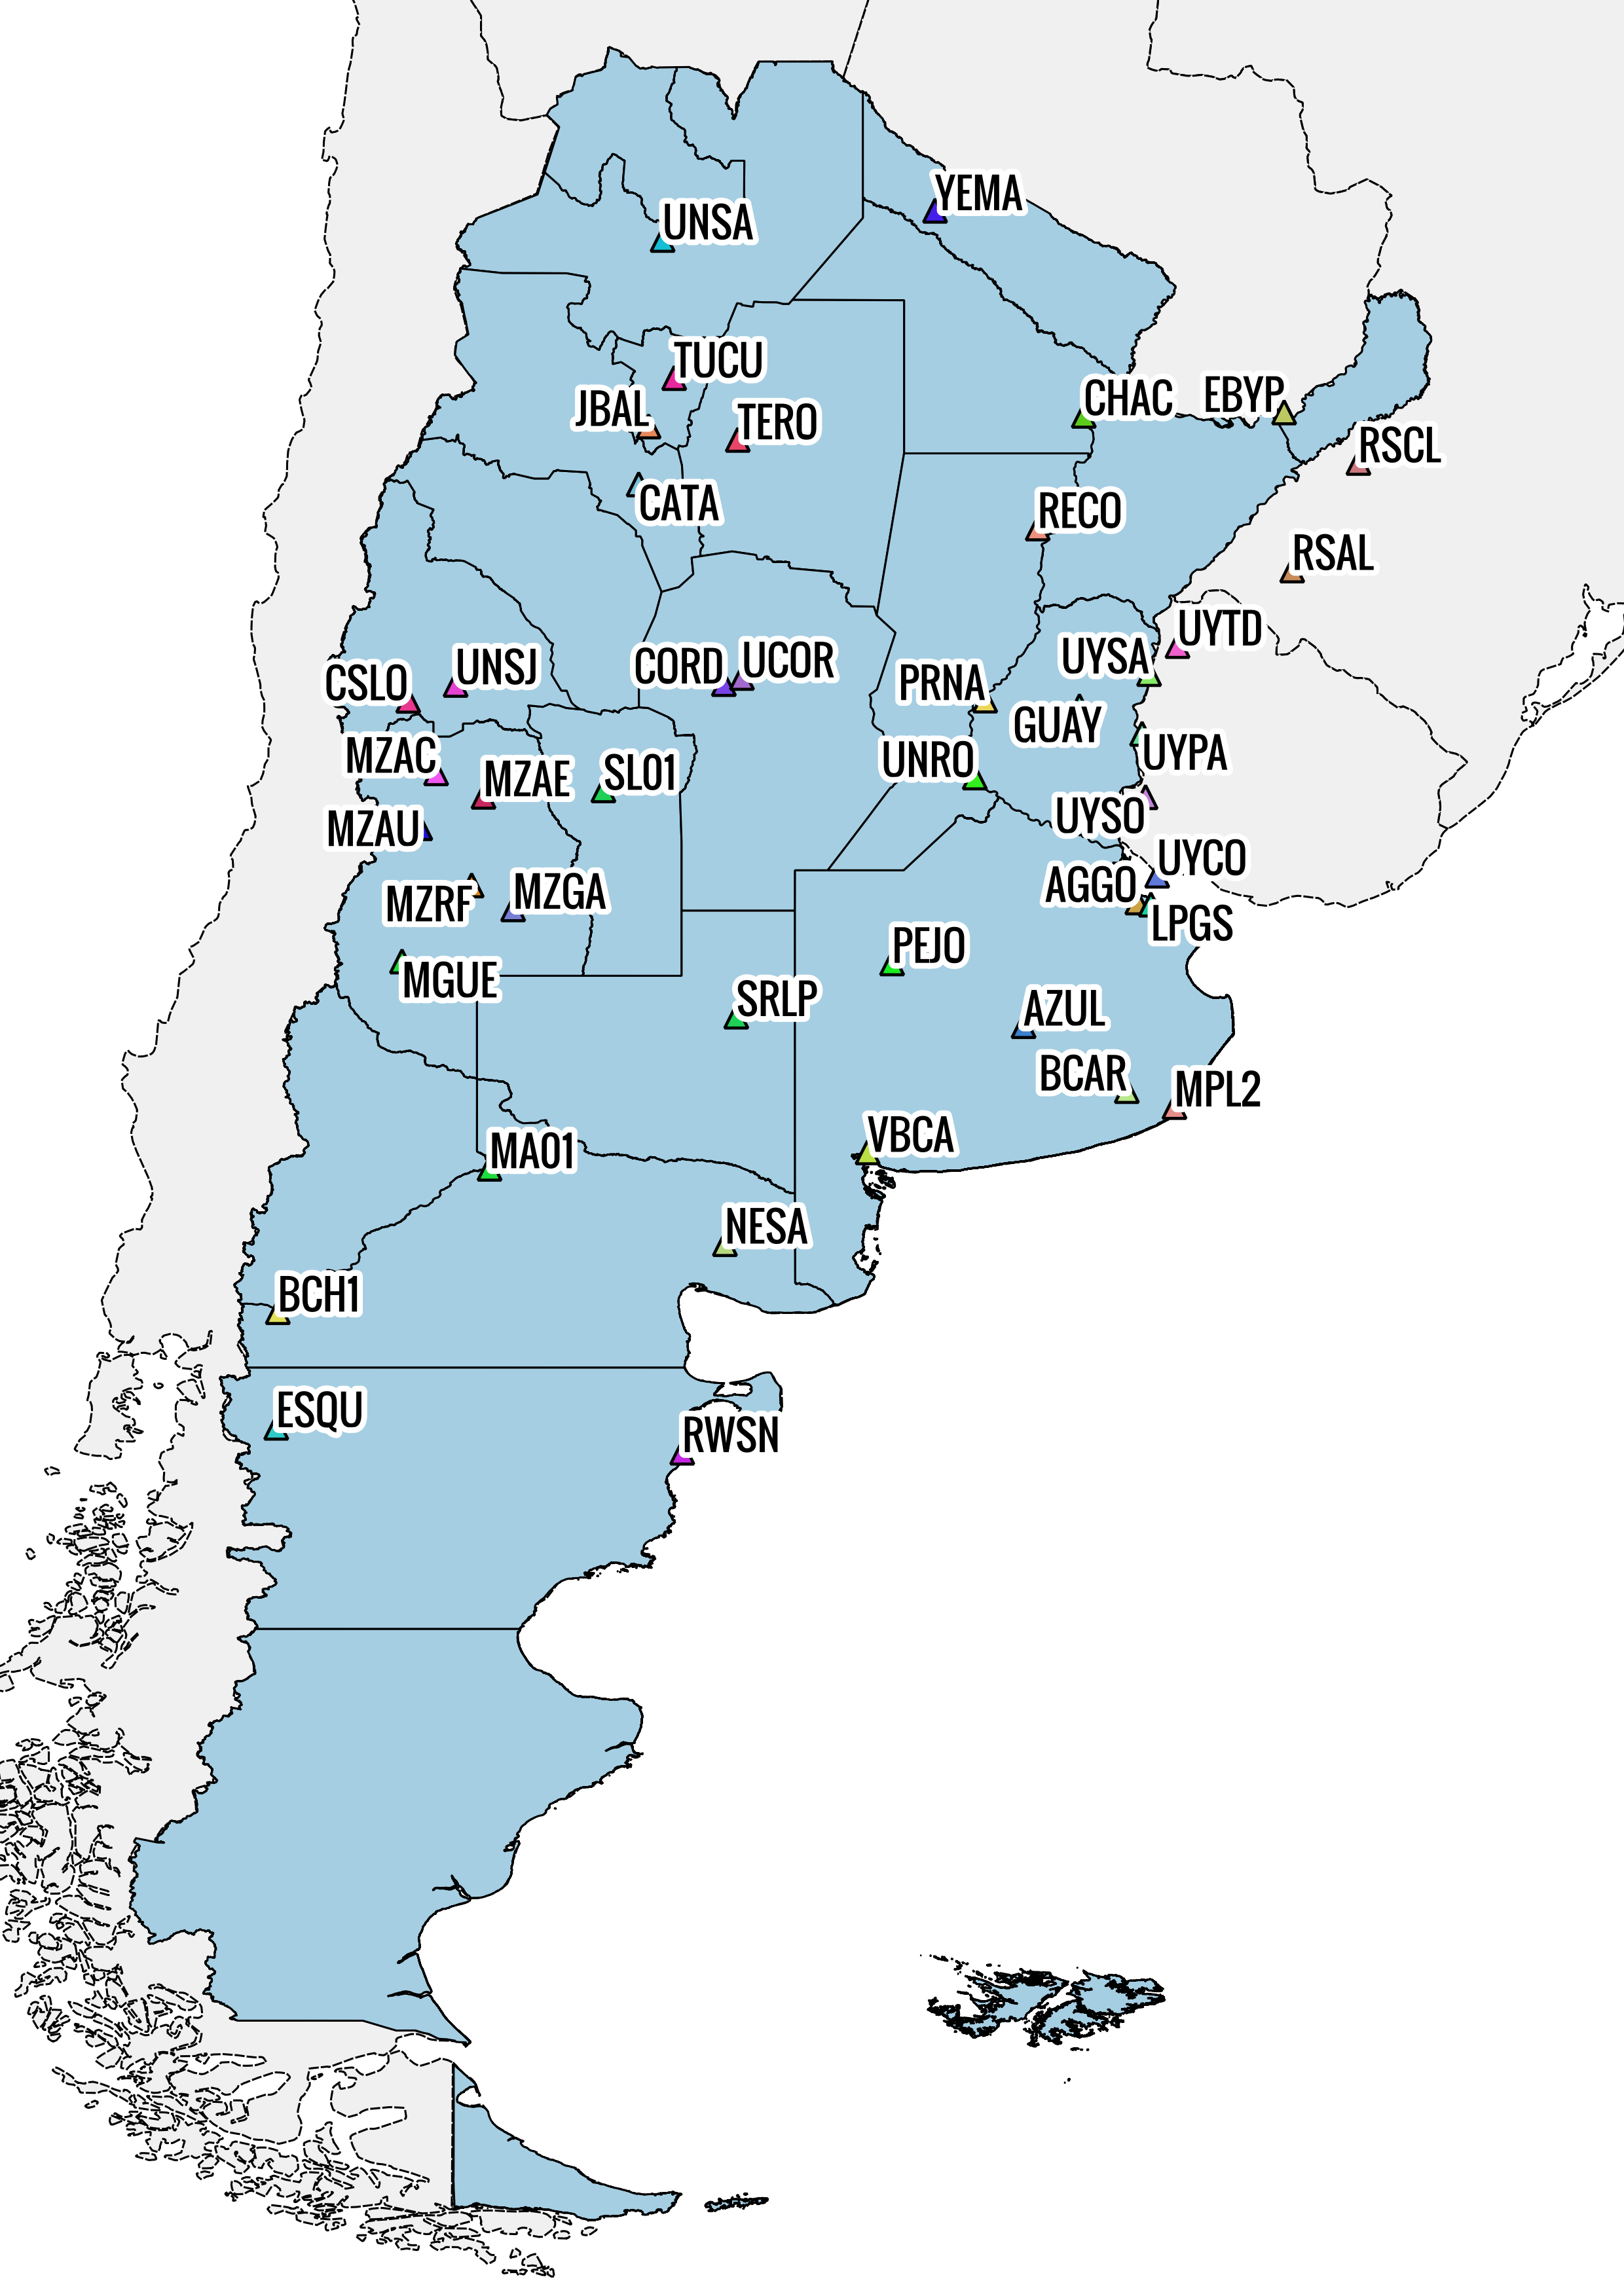 YEMA
UNSA
TUCU
CHAC
EBYP
JBAL
TERO
RSCL
CATA
RECO
RSAL
UYTD
UYSA
CORD
UCOR
UNSJ
CSLO
PRNA
GUAY
UYPA
MZAC
MZAE
SL01
UNRO
UYSO
MZAU
UYCO
AGGO
MZRF
MZGA
LPGS
PEJO
MGUE
SRLP
AZUL
BCAR
MPL2
VBCA
MA01
NESA
BCH1
ESQU
RWSN